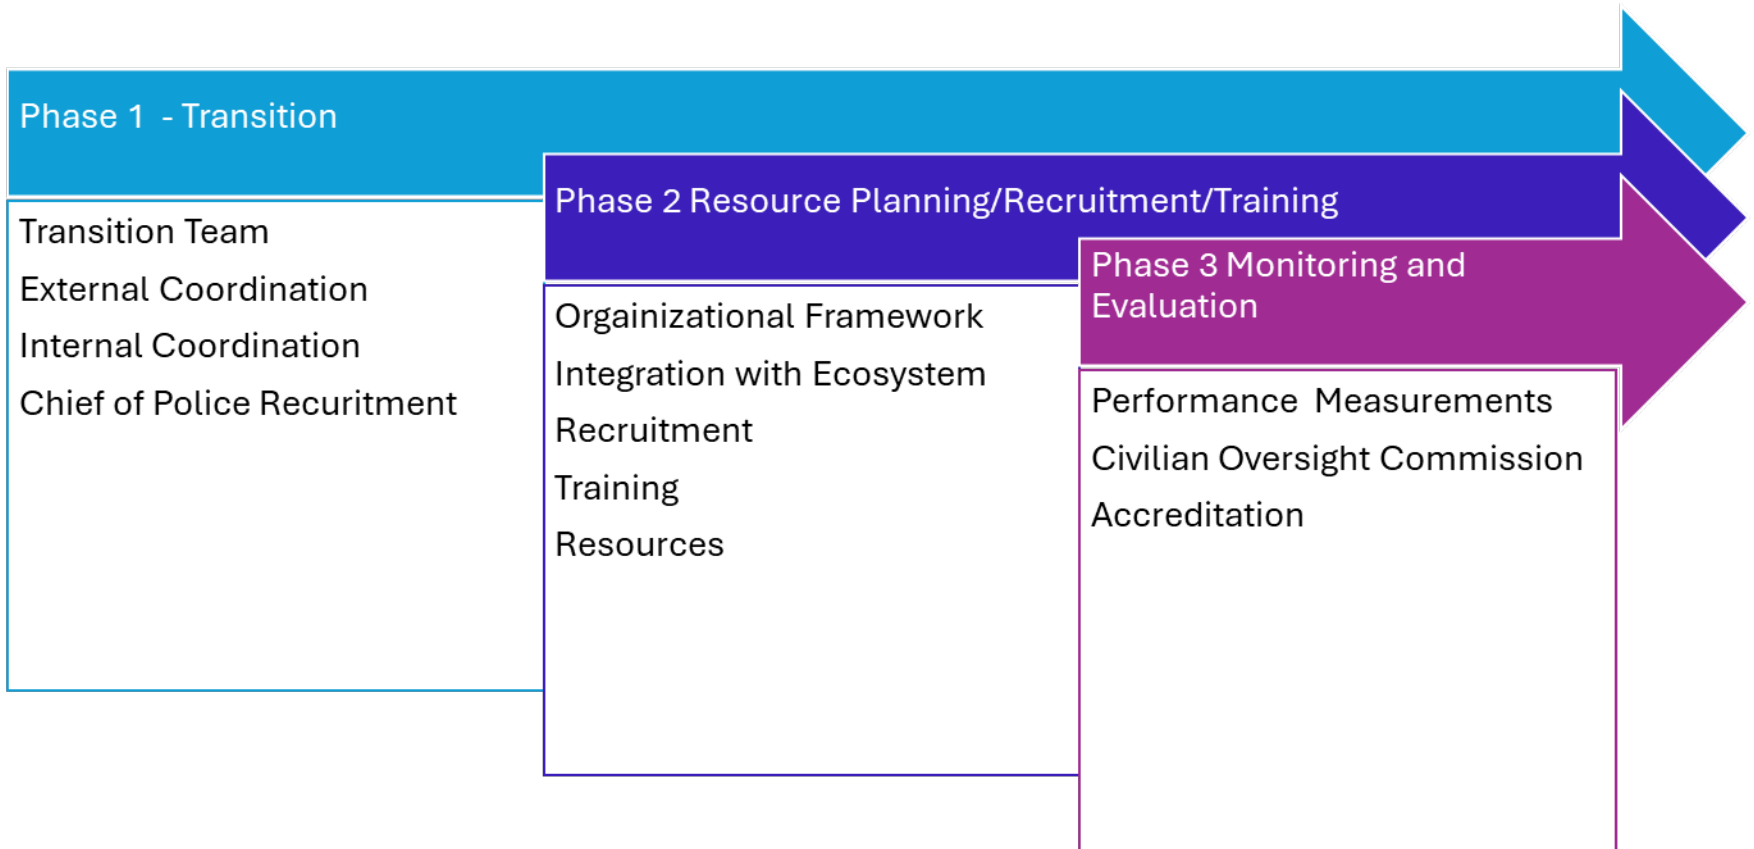 Phase 1  - Transition
Transition Team
External Coordination
Internal Coordination
Chief of Police Recuritment
Phase 2 Resource Planning/Recruitment/Training
Orgainizational Framework
Integration with Ecosystem
Recruitment
Training
Resources
Phase 3 Monitoring and
Evaluation
Performance  Measurements
Civilian Oversight Commission
Accreditation